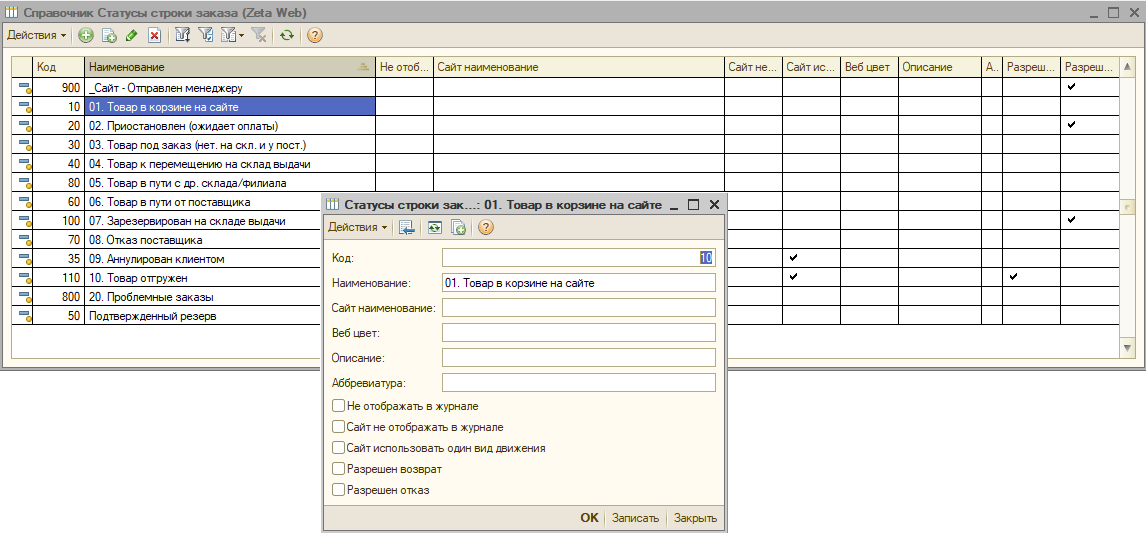 Справочник Статусы строки заказа (Zeta Web)
Действия
Код Наименование Не отоб... Сайт наименование Сайт не... Сайт ис... Веб цвет Описание А.. Разреш... Разреш...
900 _Сайт - Отправлен менеджеру
10 01. Товар в корзине на сайте
20 02. Приостановлен (ожидает оплаты)
30 03. Товар под заказ (нет. на скл. и у пост.)
40 04. Товар к перемещению на склад выдачи
80 05. Товар в пути с др. склада/филиала
60 06. Товар в пути от поставщика
100 07. Зарезервирован на складе выдачи
70 08. Отказ поставщика
35 09. Аннулирован клиентом
110 10. Товар отгружен
800 20. Проблемные заказы
50 Подтвержденный резерв
Статусы строки зак...: 01. Товар в корзине на сайте
Действия
Код: 10
Наименование: 01. Товар в корзине на сайте
Сайт наименование:
Веб цвет:
Описание:
Аббревиатура:
Не отображать в журнале
Сайт не отображать в журнале
Сайт использовать один вид движения
Разрешен возврат
Разрешен отказ
OK Записать Закрыть